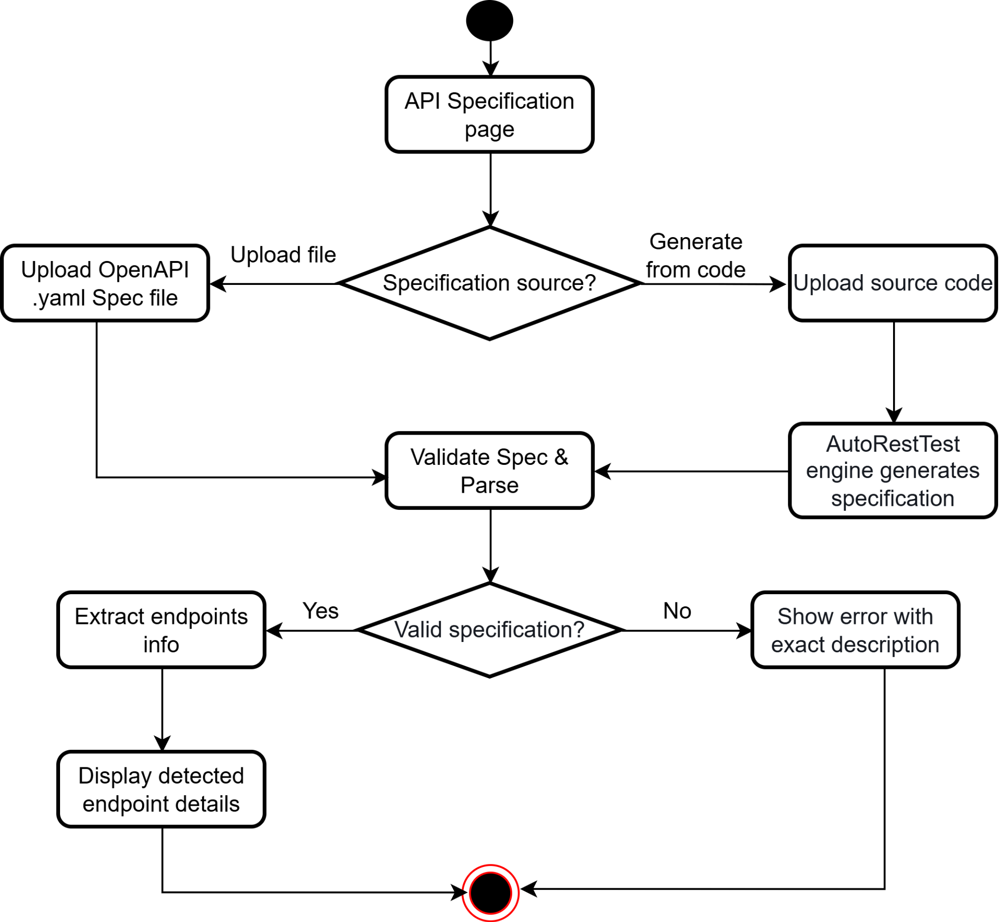 API Specification
page
Upload file
Generate
from code
Upload OpenAPI
.yaml Spec file
Specification source?
Upload source code
Validate Spec &
Parse
AutoRestTest
engine generates
specification
Yes
No
Extract endpoints
info
Valid specification?
Show error with
exact description
Display detected
endpoint details